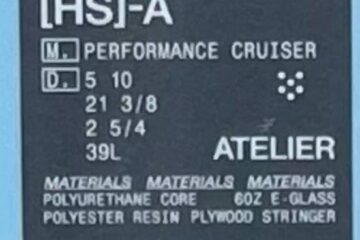 [HS]-A
M. PERFORMANCE CRUISER
D. 5 10
21 3/8
2 5/4
39L
ATELIER
MATERIALS MATERIALS MATERIALS
POLYURETHANE CORE 6OZ E-GLASS
POLYESTER RESIN PLYWOOD STRINGER